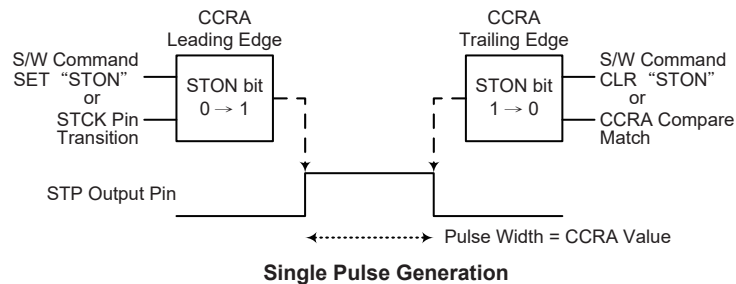 CCRA
Leading Edge
S/W Command
SET “STON”
or
STCK Pin
Transition
STON bit
0 → 1
CCRA
Trailing Edge
STON bit
1 → 0
S/W Command
CLR “STON”
or
CCRA Compare
Match
STP Output Pin
Pulse Width = CCRA Value
Single Pulse Generation